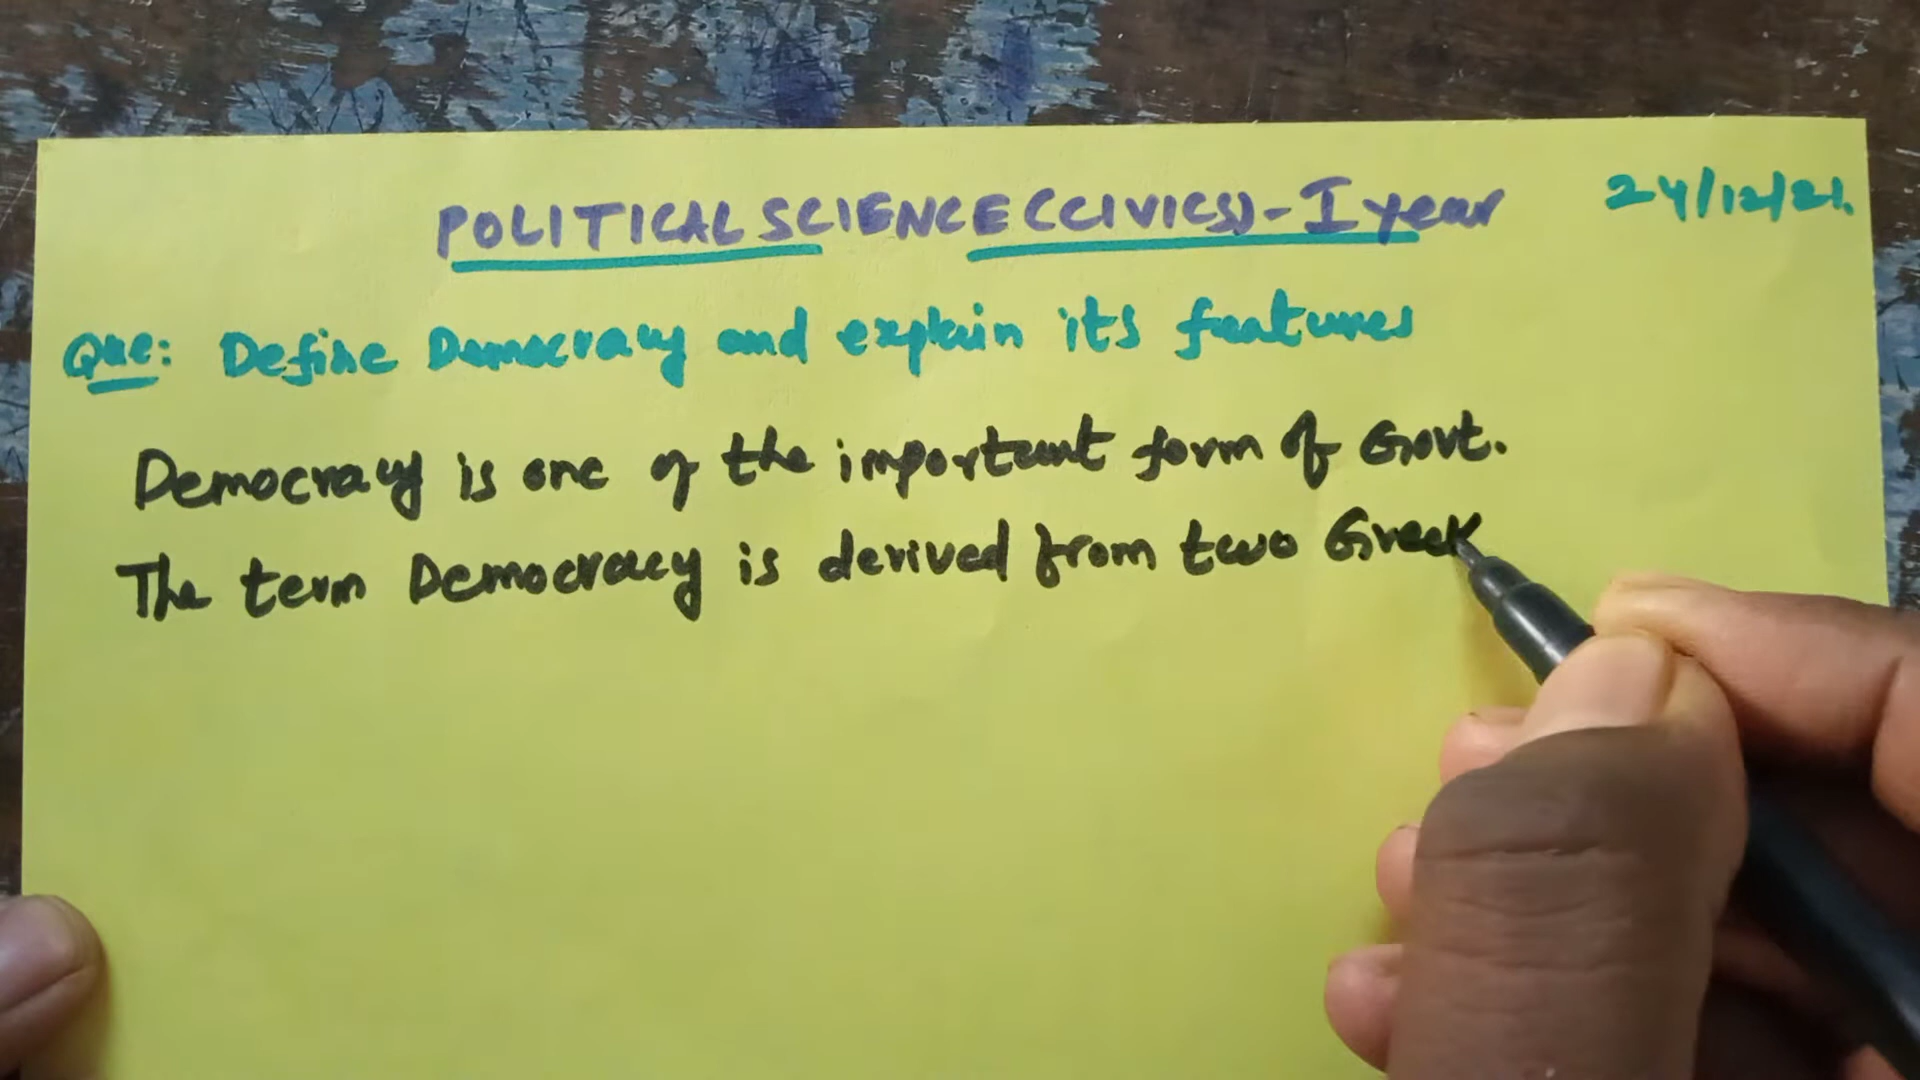 POLITICAL SCIENCE (CIVICS) - I year
24/12/21.
Que: Define Democracy and explain its features
Democracy is one of the important form of Govt.
The term Democracy is derived from two Greek